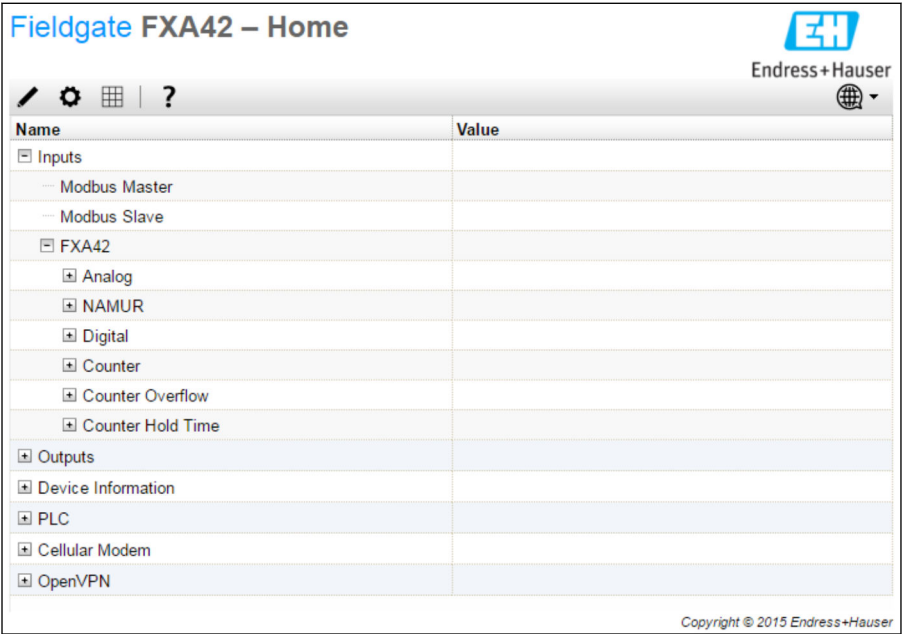 Fieldgate FXA42 – Home
EH
Endress+Hauser
?
Name Value
Inputs
Modbus Master
Modbus Slave
FXA42
Analog
NAMUR
Digital
Counter
Counter Overflow
Counter Hold Time
Outputs
Device Information
PLC
Cellular Modem
OpenVPN
Copyright © 2015 Endress+Hauser